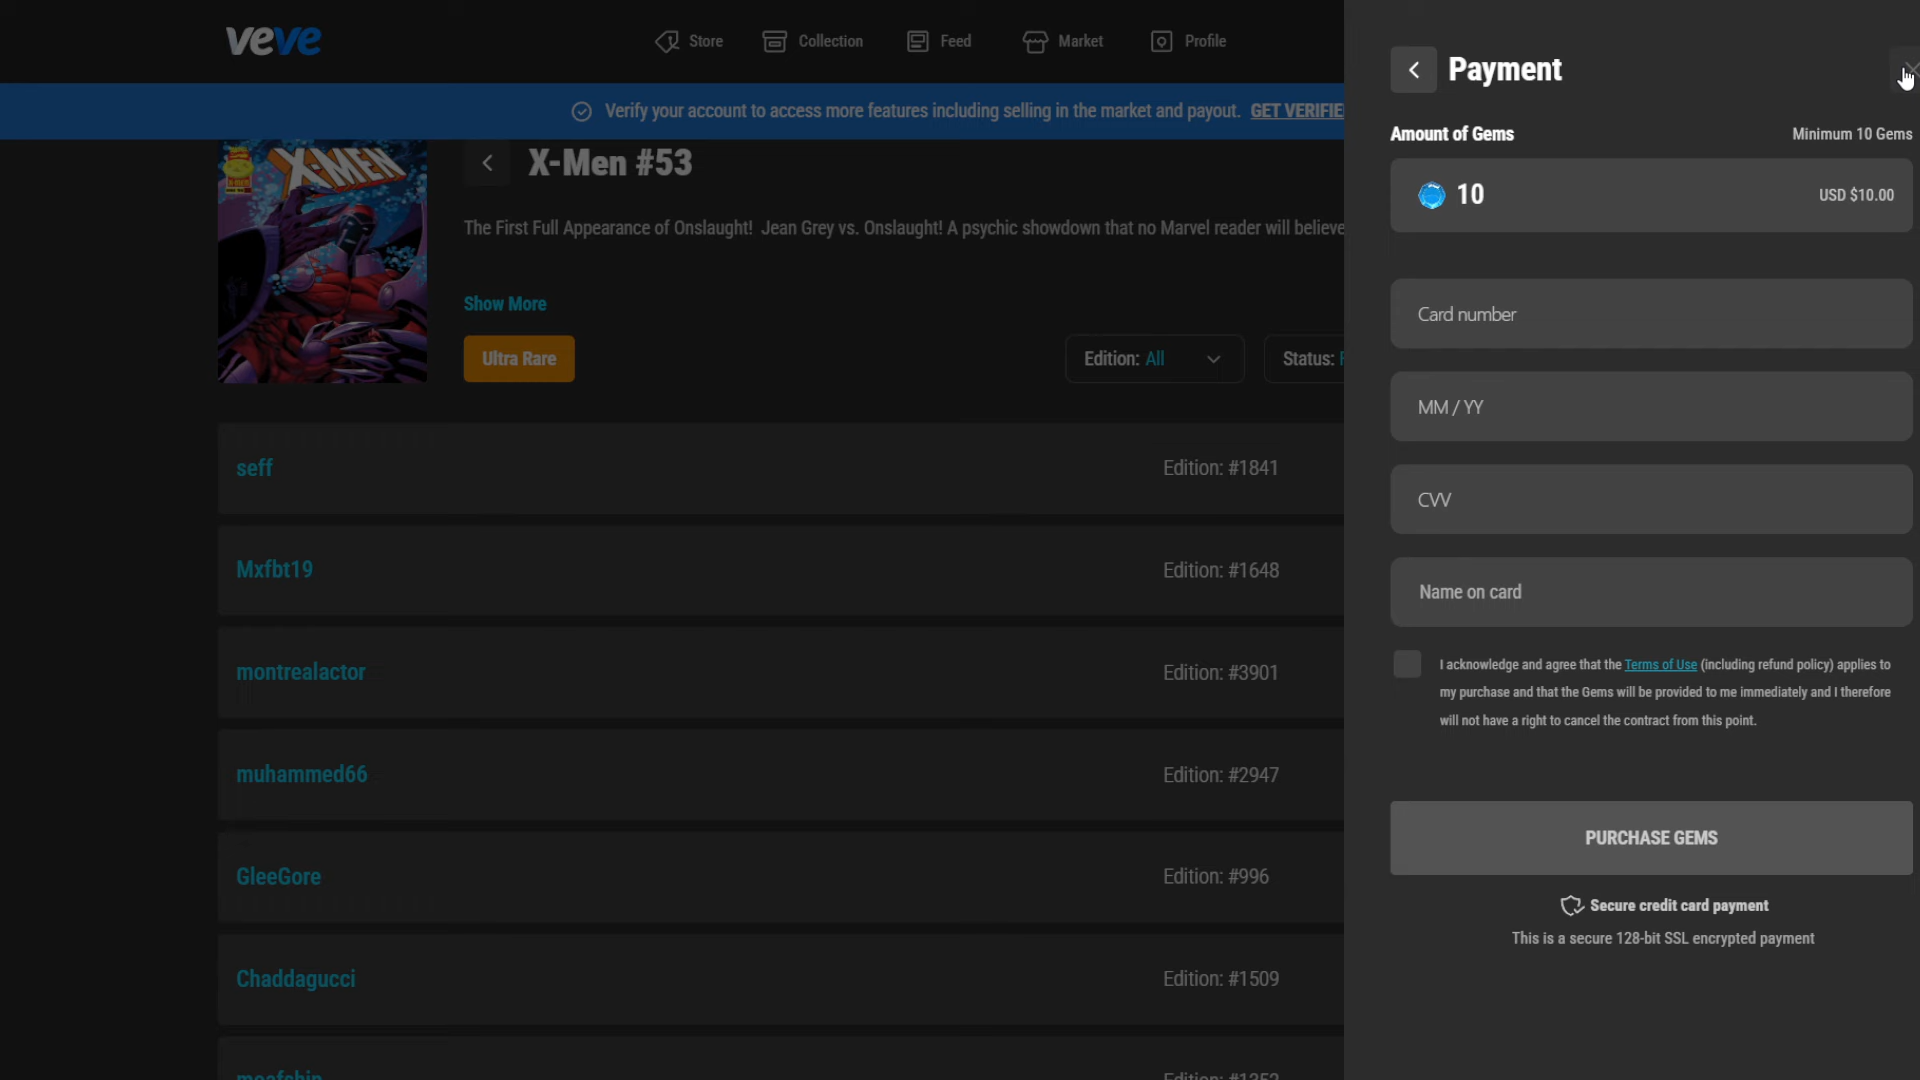 veve
Store
Collection
Feed
Market
Profile
Verify your account to access more features including selling in the market and payout. GET VERIFIE
X-MEN
X-Men #53
The First Full Appearance of Onslaught! Jean Grey vs. Onslaught! A psychic showdown that no Marvel reader will believe
Show More
Ultra Rare
Edition: All
Status:
seff
Edition: #1841
Mxfbt19
Edition: #1648
montrealactor
Edition: #3901
muhammed66
Edition: #2947
GleeGore
Edition: #996
Chaddagucci
Edition: #1509
Edition: #1352
Payment
Amount of Gems
Minimum 10 Gems
10
USD $10.00
Card number
MM / YY
CVV
Name on card
I acknowledge and agree that the Terms of Use (including refund policy) applies to
my purchase and that the Gems will be provided to me immediately and I therefore
will not have a right to cancel the contract from this point.
PURCHASE GEMS
Secure credit card payment
This is a secure 128-bit SSL encrypted payment